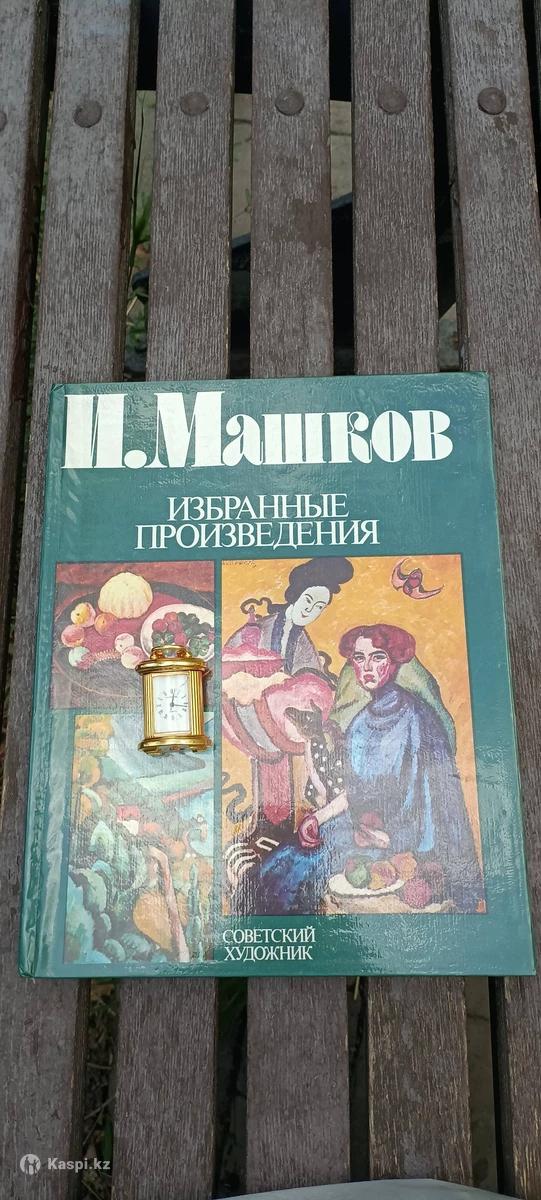 И.Машков
ИЗБРАННЫЕ
ПРОИЗВЕДЕНИЯ
СОВЕТСКИЙ
ХУДОЖНИК
Kaspi.kz